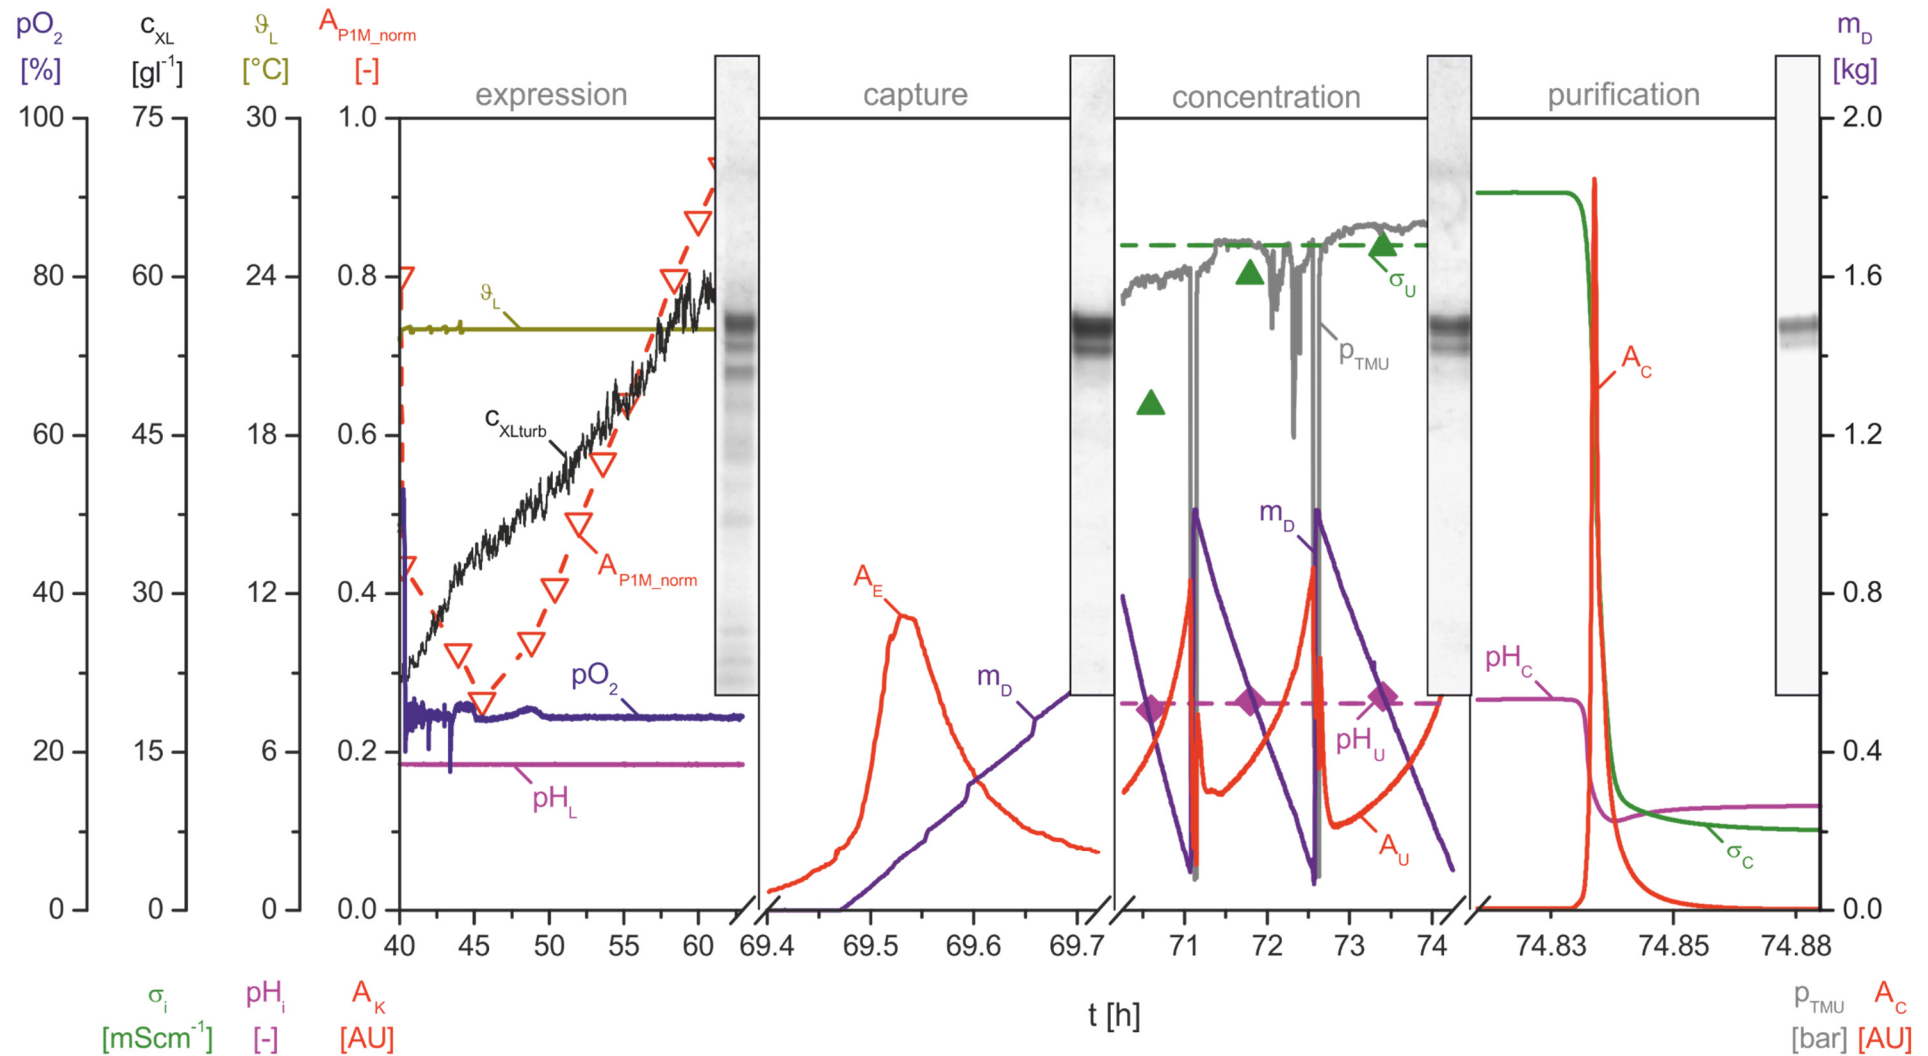 pO2 cXL ϑL AP1M_norm mD
[%] [gl-1] [°C] [-] [kg]
expression capture concentration purification
100 75 30 1.0 2.0
80 60 24 0.8 1.6
60 45 18 0.6 1.2
40 30 12 0.4 0.8
20 15 6 0.2 0.4
0 0 0 0.0 0.0
ϑL
cXLturb
AP1M_norm
pO2
pHL
AE
mD
σU
pTMU
mD
pHU
AU
AC
pHC
σC
40 45 50 55 60 69.4 69.5 69.6 69.7 71 72 73 74 74.83 74.85 74.88
σi pHi AK pTMU AC
[mScm-1] [-] [AU] t [h] [bar] [AU]